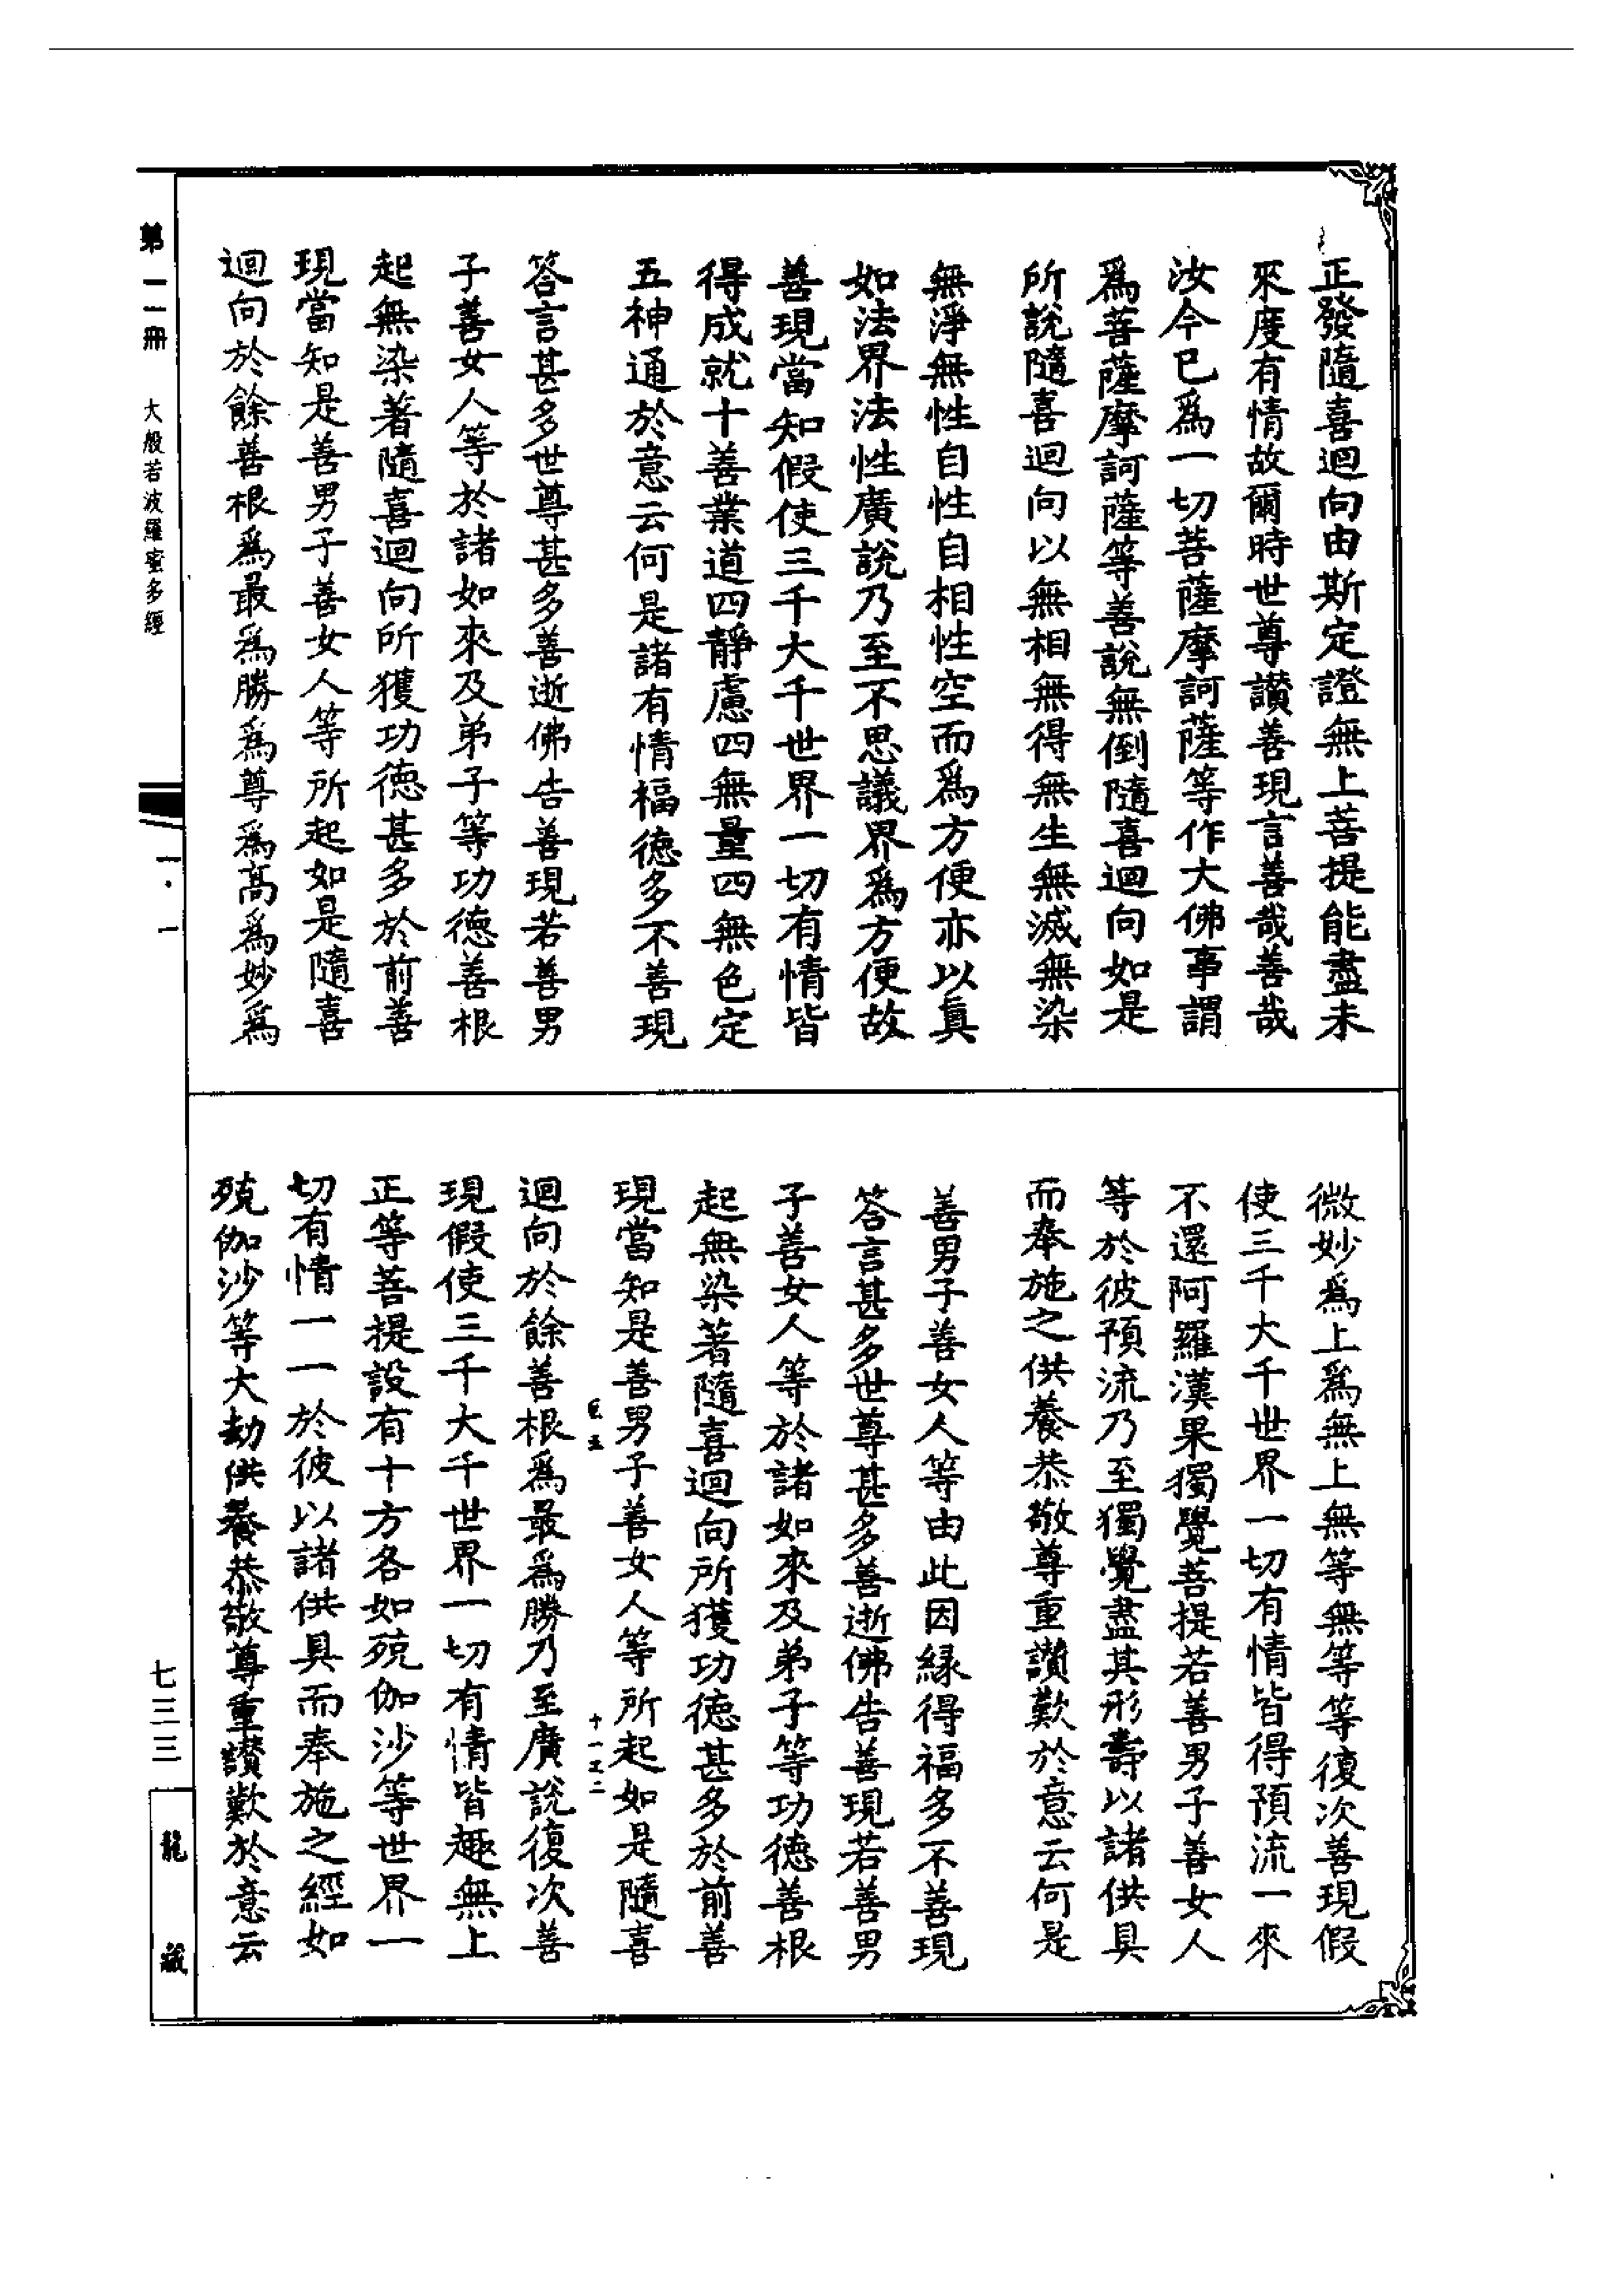 正發隨喜迴向由斯定證無上菩提能盡未
來度有情故爾時世尊讃善現言善哉善哉
汝今已爲一切菩薩摩訶薩等作大佛事謂
爲菩薩摩訶薩等善說無倒隨喜迴向如是
所說隨喜迴向以無相無得無生無滅無染
無淨無性自性自相性空而爲方便亦以眞
如法界法性廣說乃至不思議界爲方便故
善現當知假使三千大千世界一切有情皆
得成就十善業道四靜慮四無量四無色定
五神通於意云何是諸有情福德多不善現
答言甚多世尊甚多善逝佛告善現若善男
子善女人等於諸如來及弟子等功德善根
起無染著隨喜迴向所獲功德甚多於前善
現當知是善男子善女人等所起如是隨喜
迴向於餘善根爲最爲勝爲尊爲高爲妙爲
微妙爲上爲無上無等無等等復次善現假
使三千大千世界一切有情皆得預流一來
不還阿羅漢果獨覺菩提若善男子善女人
等於彼預流乃至獨覺盡其形壽以諸供具
而奉施之供養恭敬尊重讃歎於意云何是
善男子善女人等由此因緣得福多不善現
答言甚多世尊甚多善逝佛告善現若善男
子善女人等於諸如來及弟子等功德善根
起無染著隨喜迴向所獲功德甚多於前善
現當知是善男子善女人等所起如是隨喜
迴向於餘善根爲最爲勝乃至廣說復次善
現假使三千大千世界一切有情皆趣無上
正等菩提設有十方各如殑伽沙等世界一
切有情一一於彼以諸供具而奉施之經如
殑伽沙等大劫供養恭敬尊重讃歎於意云
第一一冊　大般若波羅蜜多經
一·一
七三三
龍藏